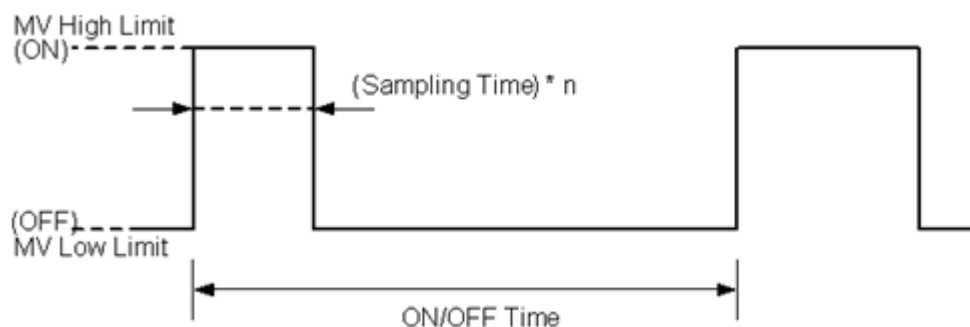 MV High Limit
(ON)
(Sampling Time) * n
(OFF)
MV Low Limit
ON/OFF Time